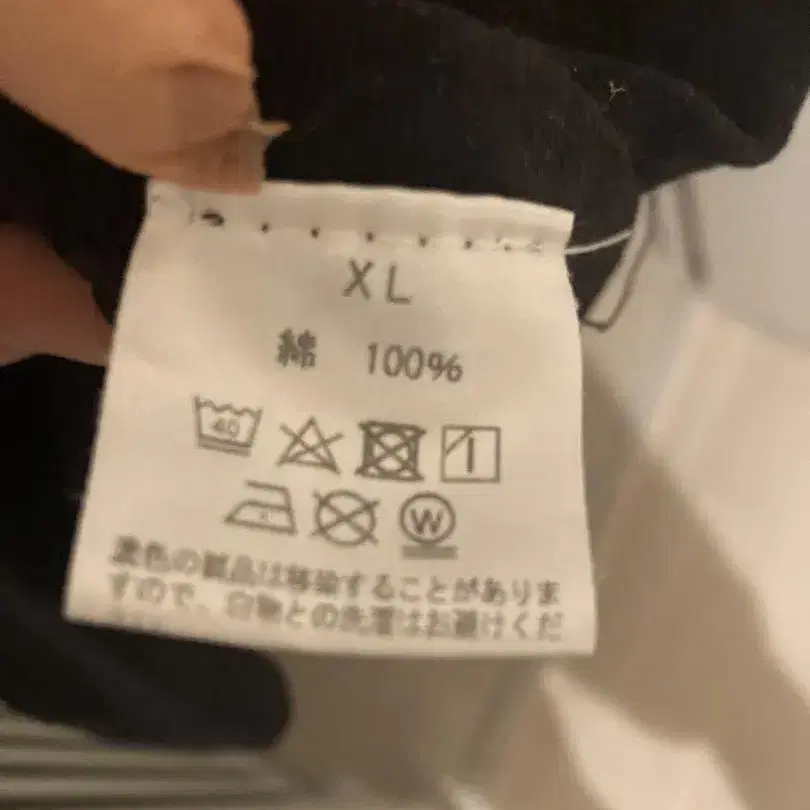 XL
綿 100%
40
W
濃色の製品は移染することがありま
すので、白物との洗濯はお避けくだ